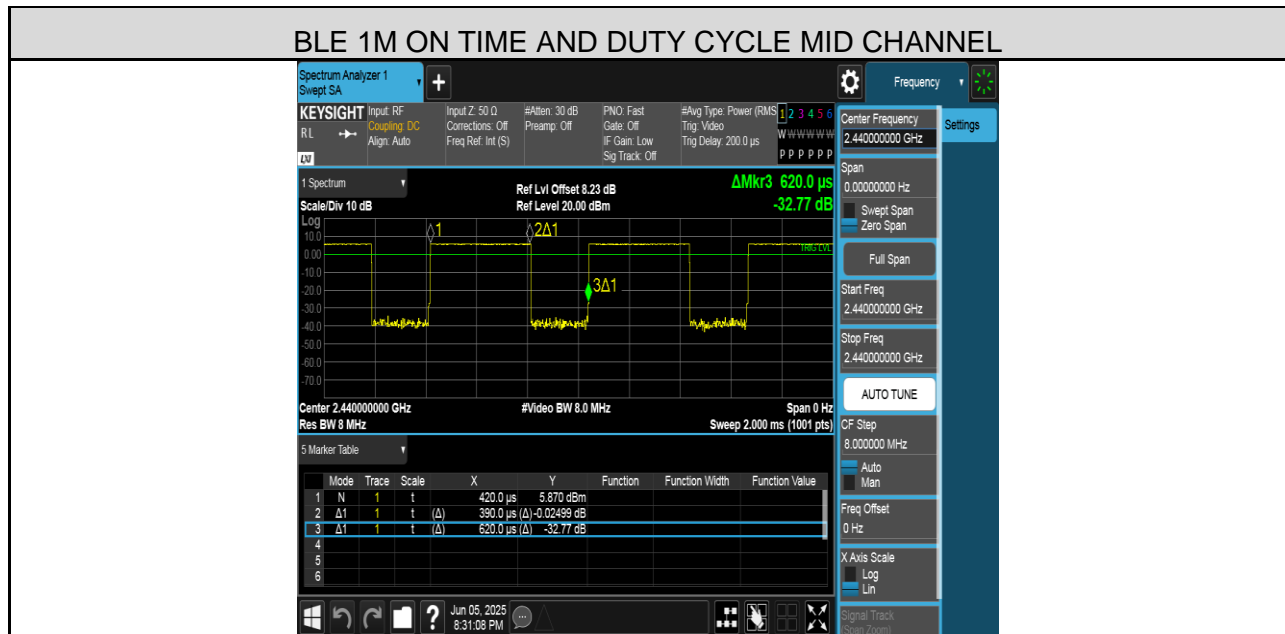 BLE 1M ON TIME AND DUTY CYCLE MID CHANNEL
Spectrum Analyzer 1
Swept SA
Frequency
KEYSIGHT
RL
LXI
Input: RF
Coupling: DC
Align: Auto
Input Z: 50 Ω
Corrections: Off
Freq Ref: Int (S)
#Atten: 30 dB
Preamp: Off
PNO: Fast
Gate: Off
IF Gain: Low
Sig Track: Off
#Avg Type: Power (RMS
Trig: Video
Trig Delay: 200.0 µs
1 2 3 4 5 6
W W W W W W
P P P P P P
1 Spectrum
Scale/Div 10 dB
Ref Lvl Offset 8.23 dB
Ref Level 20.00 dBm
ΔMkr3 620.0 µs
-32.77 dB
Log
10.0
0.00
-10.0
-20.0
-30.0
-40.0
-50.0
-60.0
-70.0
1
2Δ1
3Δ1
TRIG LVL
Center 2.440000000 GHz
#Video BW 8.0 MHz
Span 0 Hz
Res BW 8 MHz
Sweep 2.000 ms (1001 pts)
5 Marker Table
Mode Trace Scale X Y Function Function Width Function Value
1 N 1 t 420.0 µs 5.870 dBm
2 Δ1 1 t (Δ) 390.0 µs (Δ) -0.02499 dB
3 Δ1 1 t (Δ) 620.0 µs (Δ) -32.77 dB
4
5
6
Jun 05, 2025
8:31:08 PM
Center Frequency
2.440000000 GHz
Settings
Span
0.00000000 Hz
Swept Span
Zero Span
Full Span
Start Freq
2.440000000 GHz
Stop Freq
2.440000000 GHz
AUTO TUNE
CF Step
8.000000 MHz
Auto
Man
Freq Offset
0 Hz
X Axis Scale
Log
Lin
Signal Track
(Span Zoom)